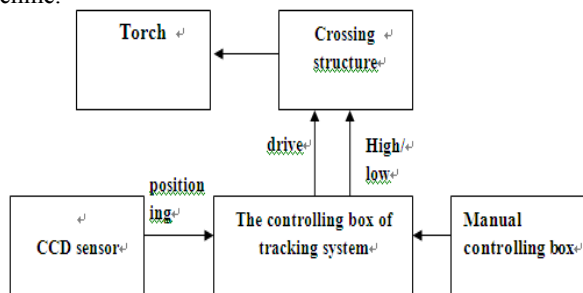 Torch
Crossing
structure
drive
High/
low
position
ing
CCD sensor
The controlling box of
tracking system
Manual
controlling box